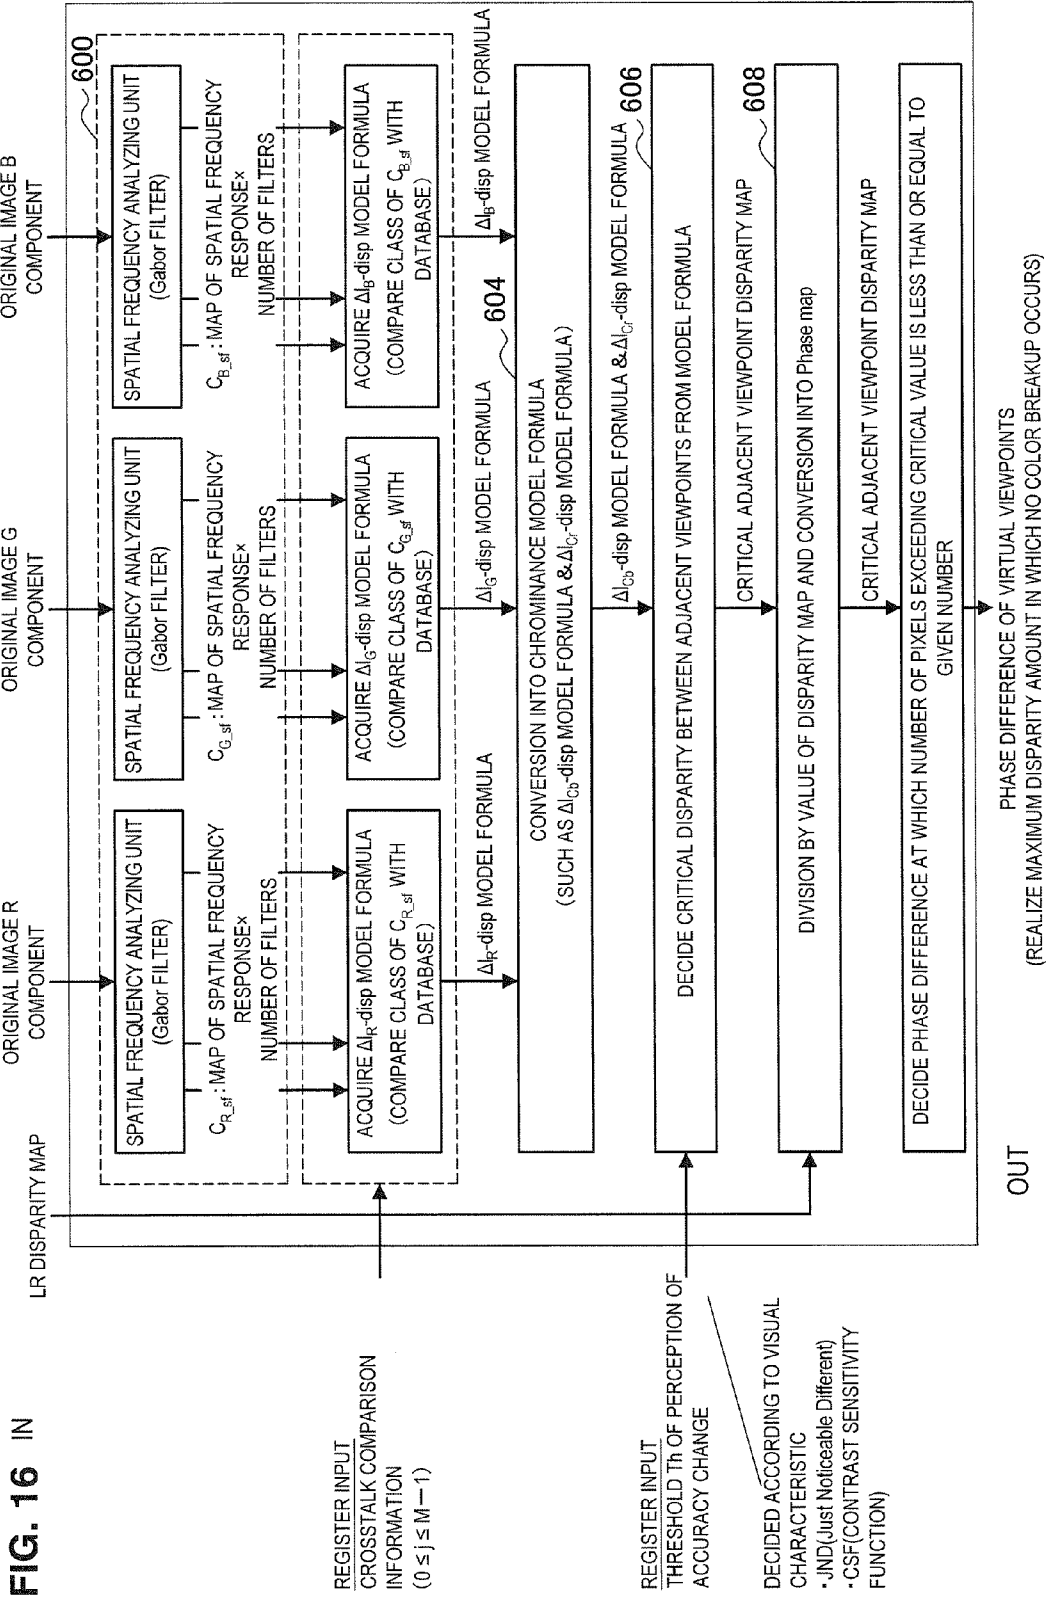 FIG. 16
IN
LR DISPARITY MAP
ORIGINAL IMAGE R
COMPONENT
ORIGINAL IMAGE G
COMPONENT
ORIGINAL IMAGE B
COMPONENT
600
SPATIAL FREQUENCY ANALYZING UNIT
(Gabor FILTER)
SPATIAL FREQUENCY ANALYZING UNIT
(Gabor FILTER)
SPATIAL FREQUENCY ANALYZING UNIT
(Gabor FILTER)
C_R_sf : MAP OF SPATIAL FREQUENCY
RESPONSE×
NUMBER OF FILTERS
C_G_sf : MAP OF SPATIAL FREQUENCY
RESPONSE×
NUMBER OF FILTERS
C_B_sf : MAP OF SPATIAL FREQUENCY
RESPONSE×
NUMBER OF FILTERS
REGISTER INPUT
CROSSTALK COMPARISON
INFORMATION
(0 ≤ j ≤ M−1)
ACQUIRE ΔI_R-disp MODEL FORMULA
(COMPARE CLASS OF C_R_sf WITH
DATABASE)
ACQUIRE ΔI_G-disp MODEL FORMULA
(COMPARE CLASS OF C_G_sf WITH
DATABASE)
ACQUIRE ΔI_B-disp MODEL FORMULA
(COMPARE CLASS OF C_B_sf WITH
DATABASE)
ΔI_R-disp MODEL FORMULA
ΔI_G-disp MODEL FORMULA
ΔI_B-disp MODEL FORMULA
604
CONVERSION INTO CHROMINANCE MODEL FORMULA
(SUCH AS ΔI_Cb-disp MODEL FORMULA &ΔI_Cr-disp MODEL FORMULA)
ΔI_Cb-disp MODEL FORMULA & ΔI_Cr-disp MODEL FORMULA
606
REGISTER INPUT
THRESHOLD Th OF PERCEPTION OF
ACCURACY CHANGE
DECIDE CRITICAL DISPARITY BETWEEN ADJACENT VIEWPOINTS FROM MODEL FORMULA
CRITICAL ADJACENT VIEWPOINT DISPARITY MAP
608
DECIDED ACCORDING TO VISUAL
CHARACTERISTIC
・JND(Just Noticeable Different)
・CSF(CONTRAST SENSITIVITY
FUNCTION)
DIVISION BY VALUE OF DISPARITY MAP AND CONVERSION INTO Phase map
CRITICAL ADJACENT VIEWPOINT DISPARITY MAP
DECIDE PHASE DIFFERENCE AT WHICH NUMBER OF PIXELS EXCEEDING CRITICAL VALUE IS LESS THAN OR EQUAL TO
GIVEN NUMBER
OUT
PHASE DIFFERENCE OF VIRTUAL VIEWPOINTS
(REALIZE MAXIMUM DISPARITY AMOUNT IN WHICH NO COLOR BREAKUP OCCURS)